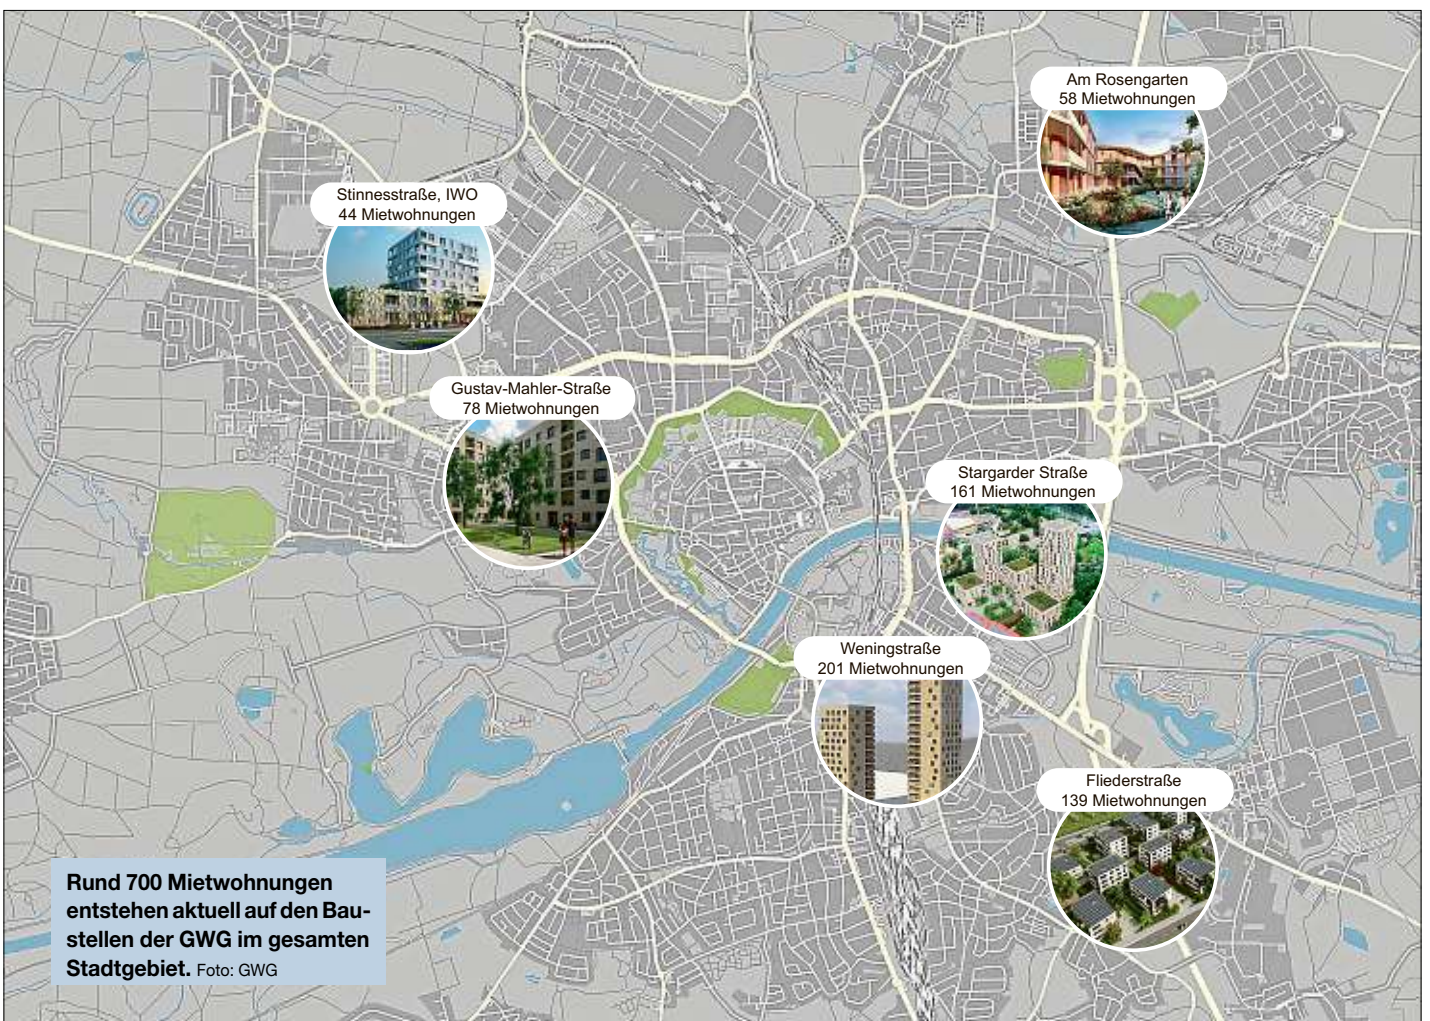 Am Rosengarten
58 Mietwohnungen
Stinnesstraße, IWO
44 Mietwohnungen
Gustav-Mahler-Straße
78 Mietwohnungen
Stargarder Straße
161 Mietwohnungen
Weningstraße
201 Mietwohnungen
Fliederstraße
139 Mietwohnungen
Rund 700 Mietwohnungen
entstehen aktuell auf den Bau-
stellen der GWG im gesamten
Stadtgebiet. Foto: GWG